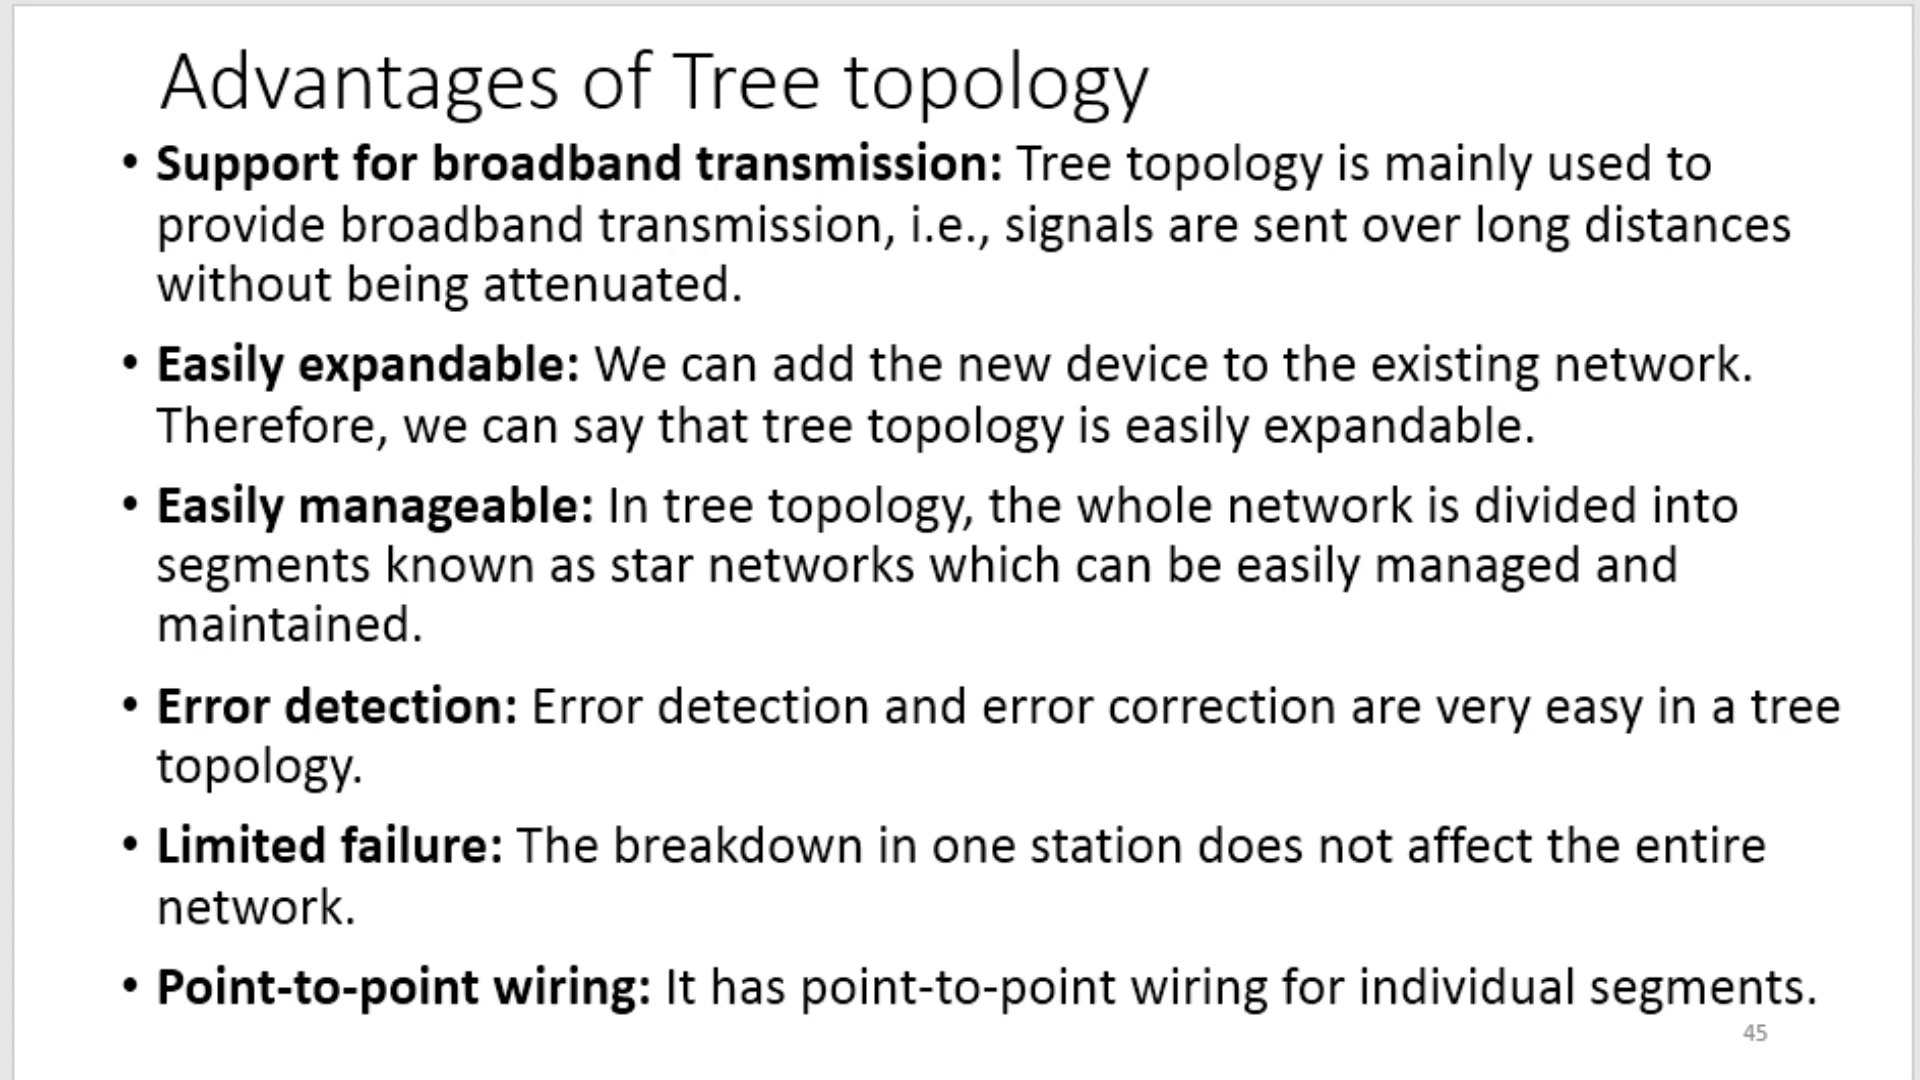 Advantages of Tree topology
• Support for broadband transmission: Tree topology is mainly used to
provide broadband transmission, i.e., signals are sent over long distances
without being attenuated.
• Easily expandable: We can add the new device to the existing network.
Therefore, we can say that tree topology is easily expandable.
• Easily manageable: In tree topology, the whole network is divided into
segments known as star networks which can be easily managed and
maintained.
• Error detection: Error detection and error correction are very easy in a tree
topology.
• Limited failure: The breakdown in one station does not affect the entire
network.
• Point-to-point wiring: It has point-to-point wiring for individual segments.
45